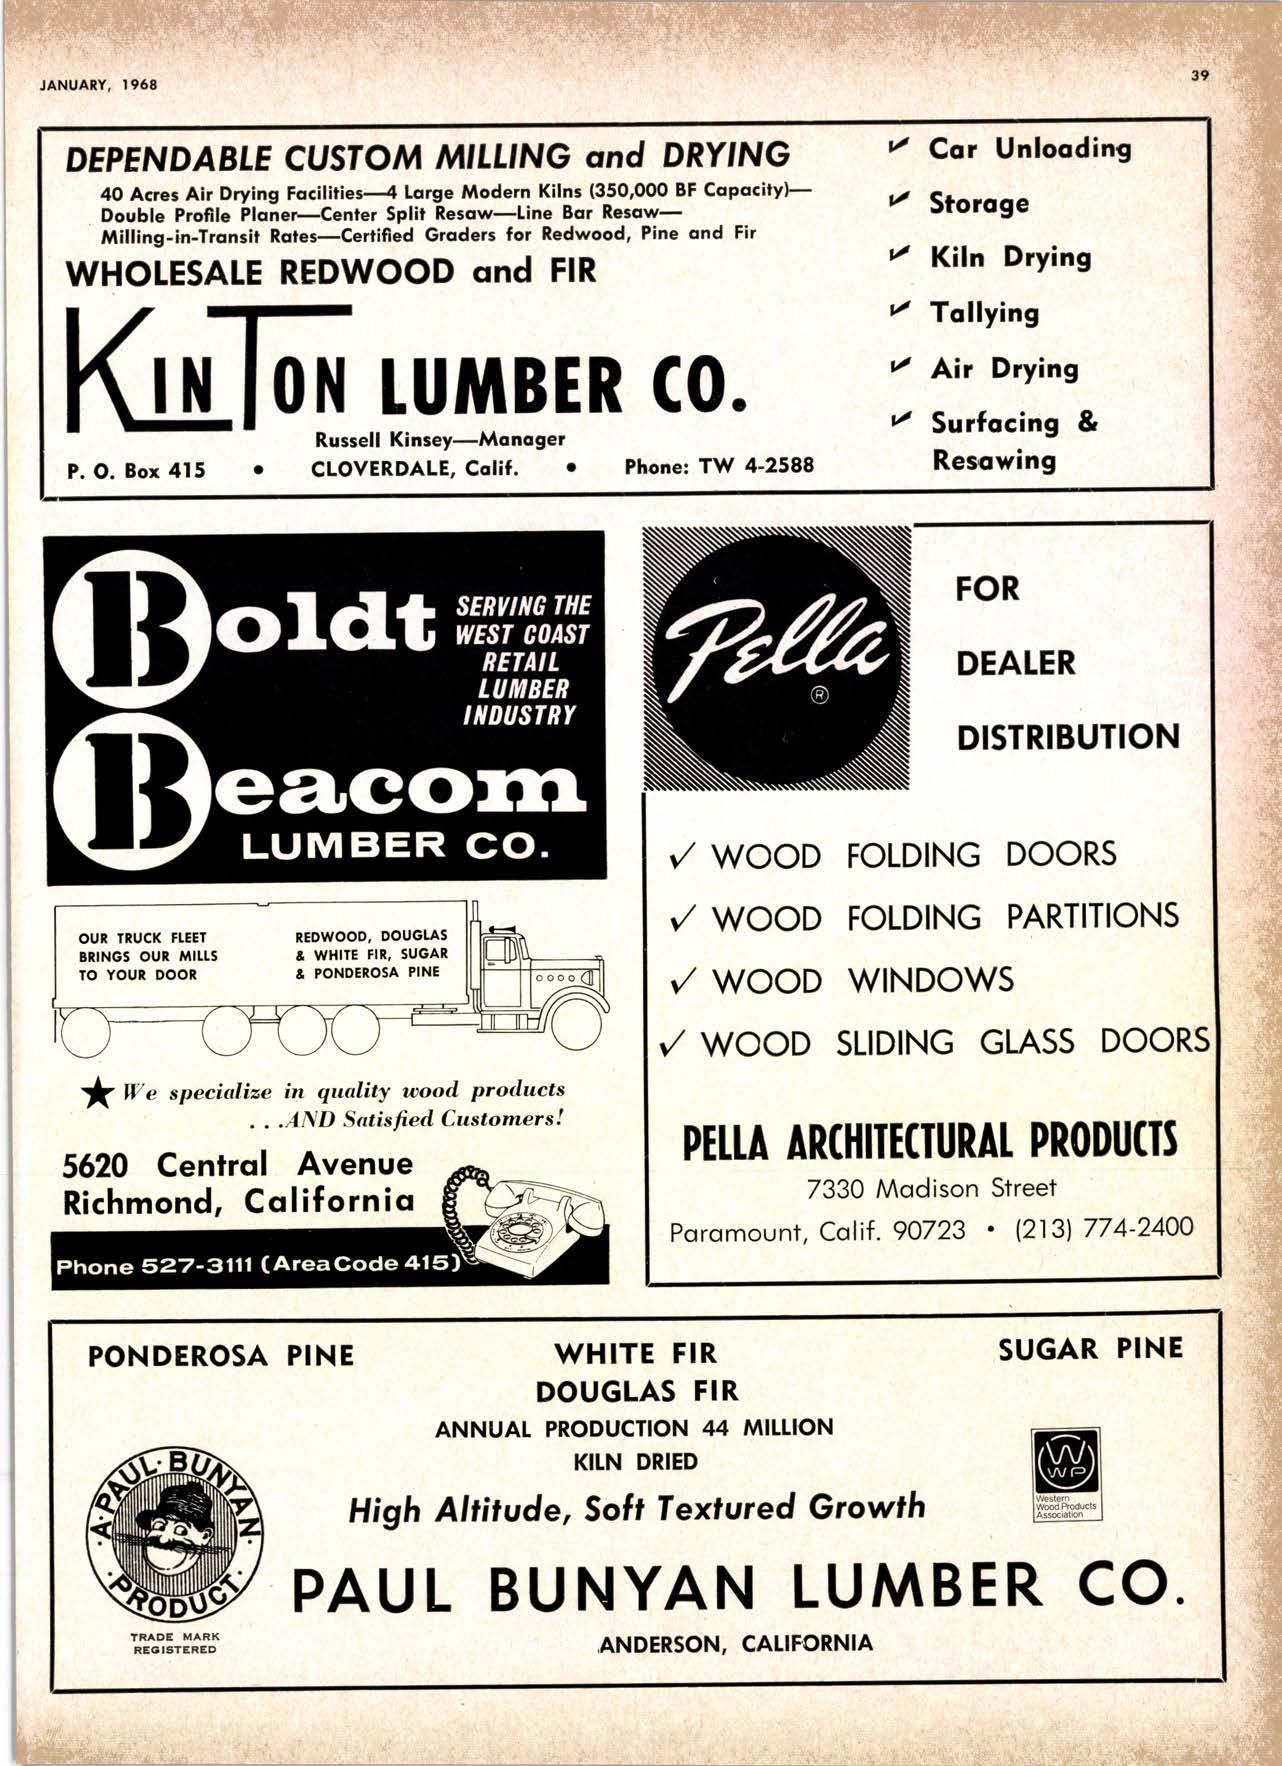 JANUARY, 1968
39
DEPENDABLE CUSTOM MILLING and DRYING
40 Acres Air Drying Facilities—4 Large Modern Kilns (350,000 BF Capacity)—
Double Profile Planer—Center Split Resaw—Line Bar Resaw—
Milling-in-Transit Rates—Certified Graders for Redwood, Pine and Fir
WHOLESALE REDWOOD and FIR
KINTON LUMBER CO.
Russell Kinsey—Manager
P. O. Box 415 • CLOVERDALE, Calif. • Phone: TW 4-2588
✓ Car Unloading
✓ Storage
✓ Kiln Drying
✓ Tallying
✓ Air Drying
✓ Surfacing &
Resawing
Boldt
SERVING THE
WEST COAST
RETAIL
LUMBER
INDUSTRY
Beacom
LUMBER CO.
OUR TRUCK FLEET
BRINGS OUR MILLS
TO YOUR DOOR
REDWOOD, DOUGLAS
& WHITE FIR, SUGAR
& PONDEROSA PINE
★ We specialize in quality wood products
. . .AND Satisfied Customers!
5620 Central Avenue
Richmond, California
Phone 527-3111 (Area Code 415)
Pella
®
FOR
DEALER
DISTRIBUTION
✓ WOOD FOLDING DOORS
✓ WOOD FOLDING PARTITIONS
✓ WOOD WINDOWS
✓ WOOD SLIDING GLASS DOORS
PELLA ARCHITECTURAL PRODUCTS
7330 Madison Street
Paramount, Calif. 90723 • (213) 774-2400
PONDEROSA PINE
WHITE FIR
SUGAR PINE
DOUGLAS FIR
ANNUAL PRODUCTION 44 MILLION
KILN DRIED
High Altitude, Soft Textured Growth
A·PAUL·BUNYAN·
·PRODUCT·
TRADE MARK
REGISTERED
WWP
Western
Wood Products
Association
PAUL BUNYAN LUMBER CO.
ANDERSON, CALIFORNIA